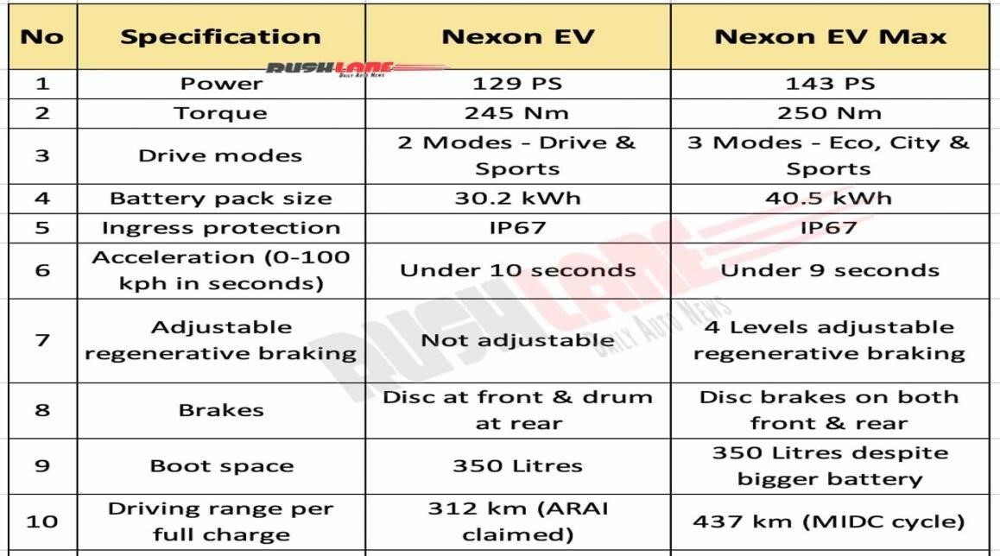 No Specification Nexon EV Nexon EV Max
RUSHLANE
DAILY AUTO NEWS
1 Power 129 PS 143 PS
2 Torque 245 Nm 250 Nm
3 Drive modes 2 Modes - Drive & Sports 3 Modes - Eco, City & Sports
4 Battery pack size 30.2 kWh 40.5 kWh
5 Ingress protection IP67 IP67
6 Acceleration (0-100 kph in seconds) Under 10 seconds Under 9 seconds
7 Adjustable regenerative braking Not adjustable 4 Levels adjustable regenerative braking
RUSHLANE
DAILY AUTO NEWS
8 Brakes Disc at front & drum at rear Disc brakes on both front & rear
9 Boot space 350 Litres 350 Litres despite bigger battery
10 Driving range per full charge 312 km (ARAI claimed) 437 km (MIDC cycle)